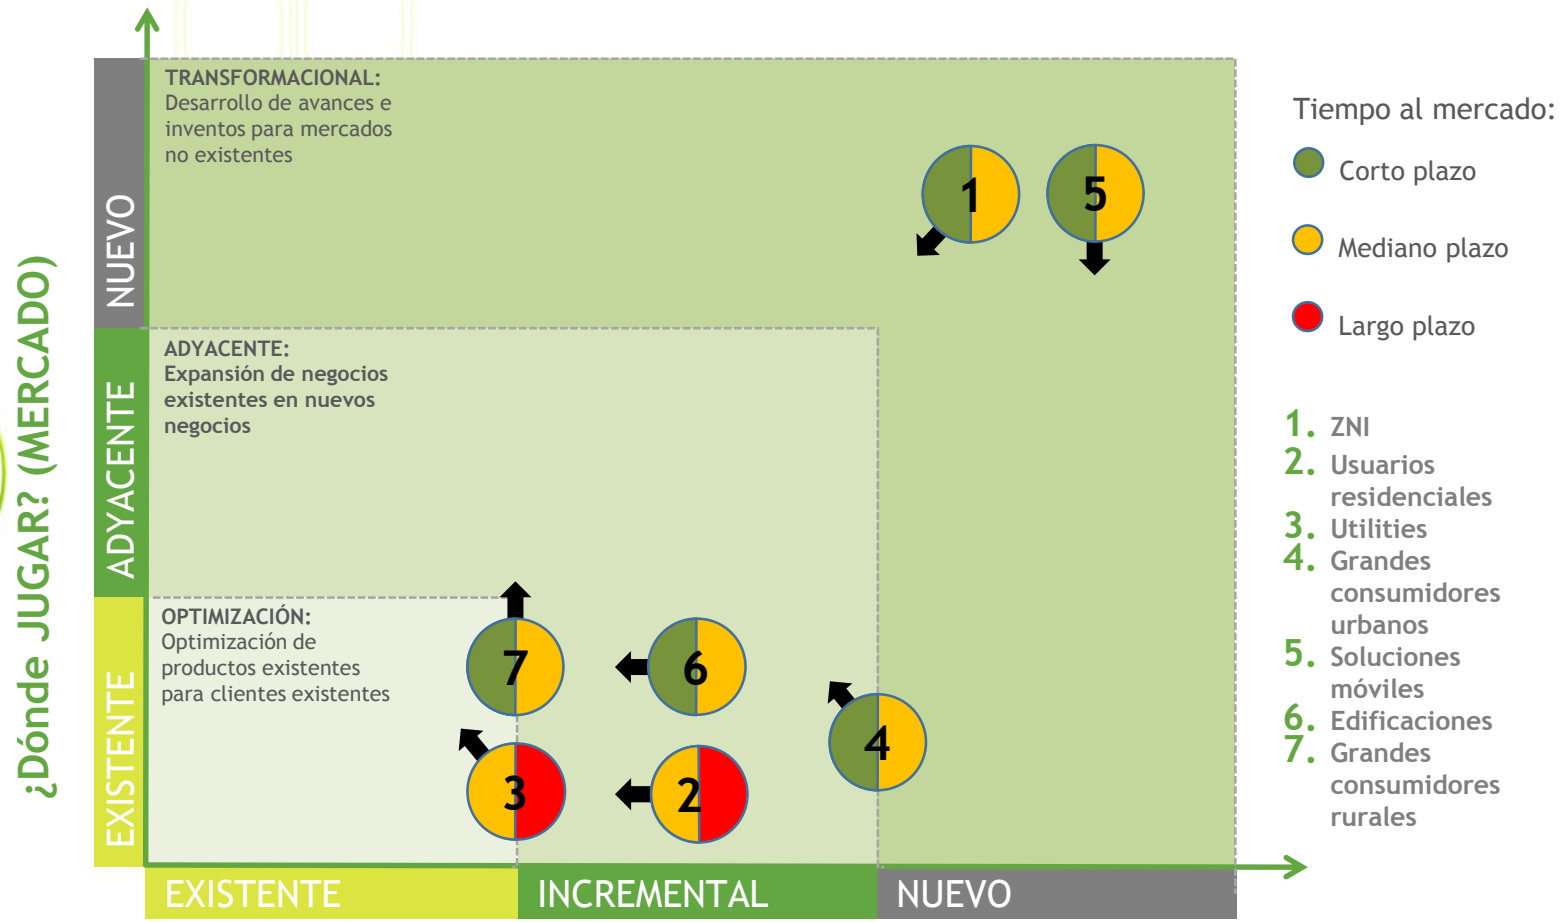 ¿Dónde JUGAR? (MERCADO)
NUEVO
ADYACENTE
EXISTENTE
TRANSFORMACIONAL:
Desarrollo de avances e
inventos para mercados
no existentes
1
5
ADYACENTE:
Expansión de negocios
existentes en nuevos
negocios
OPTIMIZACIÓN:
Optimización de
productos existentes
para clientes existentes
7
6
4
3
2
EXISTENTE
INCREMENTAL
NUEVO
Tiempo al mercado:
Corto plazo
Mediano plazo
Largo plazo
1. ZNI
2. Usuarios
residenciales
3. Utilities
4. Grandes
consumidores
urbanos
5. Soluciones
móviles
6. Edificaciones
7. Grandes
consumidores
rurales